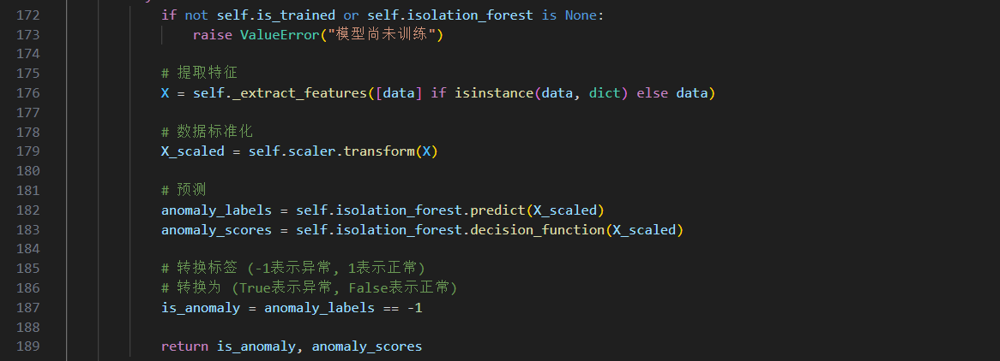 172 if not self.is_trained or self.isolation_forest is None:
173 raise ValueError("模型尚未训练")
174
175 # 提取特征
176 X = self._extract_features([data] if isinstance(data, dict) else data)
177
178 # 数据标准化
179 X_scaled = self.scaler.transform(X)
180
181 # 预测
182 anomaly_labels = self.isolation_forest.predict(X_scaled)
183 anomaly_scores = self.isolation_forest.decision_function(X_scaled)
184
185 # 转换标签 (-1表示异常, 1表示正常)
186 # 转换为 (True表示异常, False表示正常)
187 is_anomaly = anomaly_labels == -1
188
189 return is_anomaly, anomaly_scores